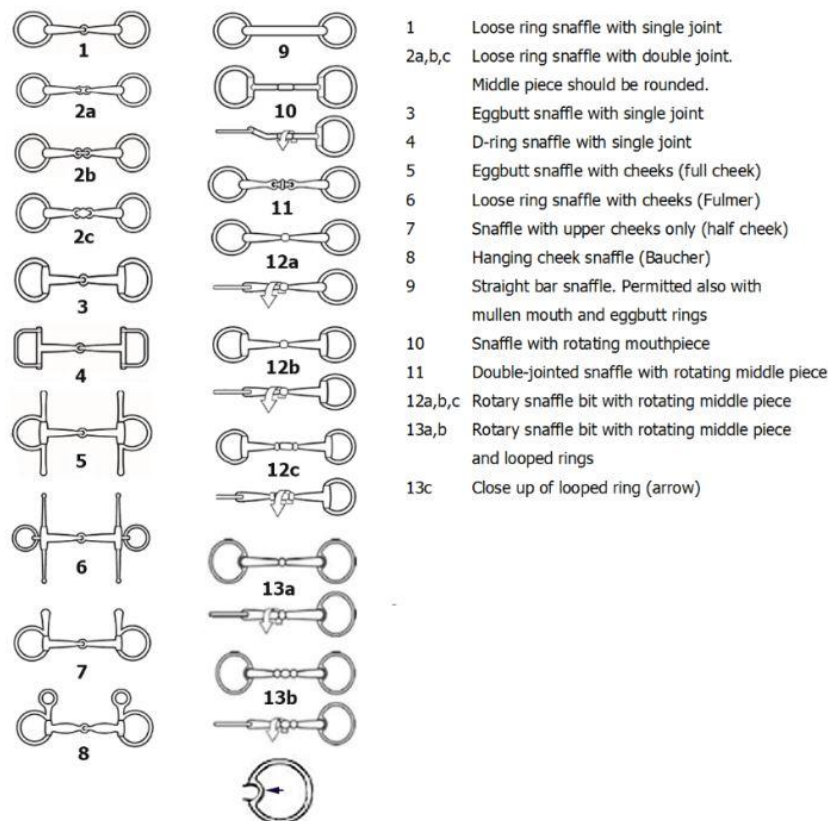 1
2a
2b
2c
3
4
5
6
7
8
9
10
11
12a
12b
12c
13a
13b
1 Loose ring snaffle with single joint
2a,b,c Loose ring snaffle with double joint.
Middle piece should be rounded.
3 Eggbutt snaffle with single joint
4 D-ring snaffle with single joint
5 Eggbutt snaffle with cheeks (full cheek)
6 Loose ring snaffle with cheeks (Fulmer)
7 Snaffle with upper cheeks only (half cheek)
8 Hanging cheek snaffle (Baucher)
9 Straight bar snaffle. Permitted also with
mullen mouth and eggbutt rings
10 Snaffle with rotating mouthpiece
11 Double-jointed snaffle with rotating middle piece
12a,b,c Rotary snaffle bit with rotating middle piece
13a,b Rotary snaffle bit with rotating middle piece
and looped rings
13c Close up of looped ring (arrow)